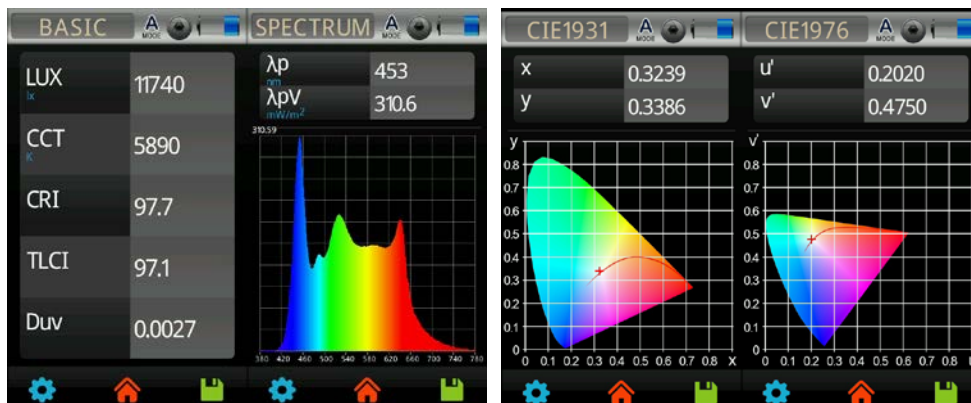 BASIC
A
MODE
LUX
lx
11740
CCT
K
5890
CRI
97.7
TLCI
97.1
Duv
0.0027
SPECTRUM
A
MODE
λp
nm
453
λpV
mW/m²
310.6
310.59
380 420 460 500 540 580 620 660 700 740 780
CIE1931
A
MODE
x
0.3239
y
0.3386
y
0.8
0.7
0.6
0.5
0.4
0.3
0.2
0.1
0
0 0.1 0.2 0.3 0.4 0.5 0.6 0.7 0.8 x
CIE1976
A
MODE
u'
0.2020
v'
0.4750
v'
0.8
0.7
0.6
0.5
0.4
0.3
0.2
0.1
0
0 0.1 0.2 0.3 0.4 0.5 0.6 0.7 0.8